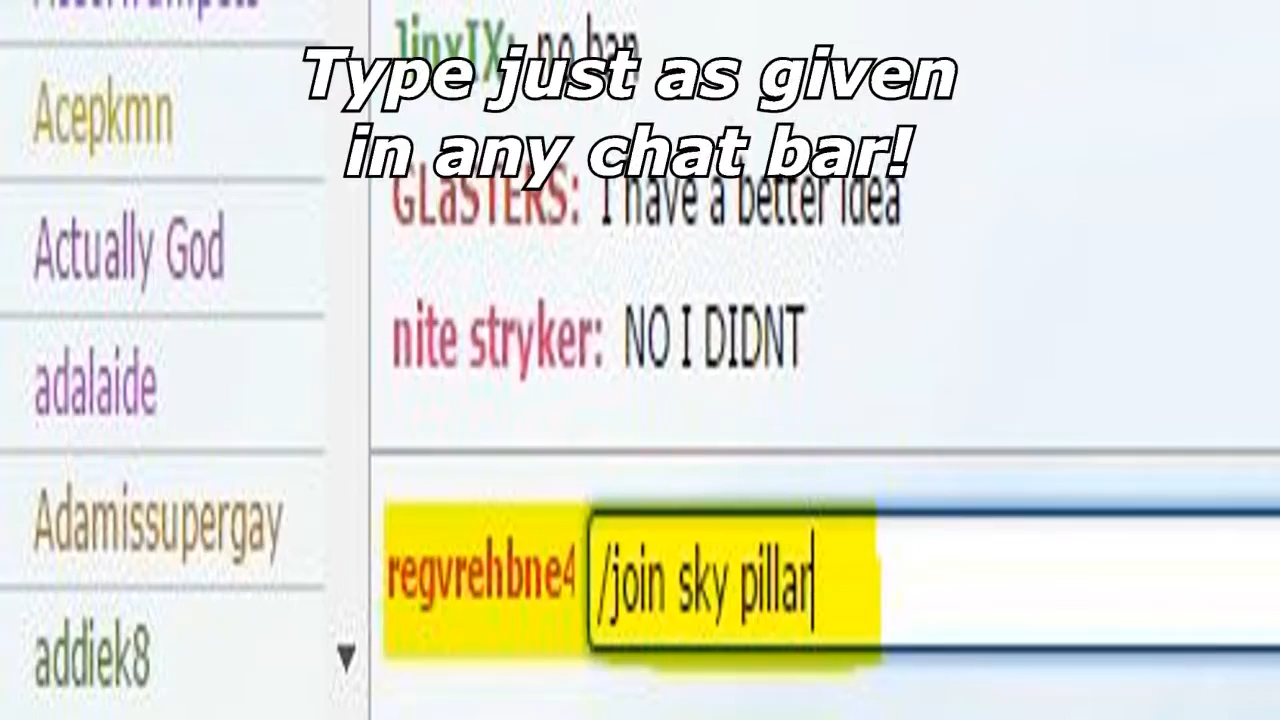 Acepkmn
Actually God
adalaide
Adamissupergay
addiek8
Type just as given
in any chat bar!
JinxIX: no ban
GLaSTERS: I have a better idea
nite stryker: NO I DIDNT
regvrehbne4
/join sky pillar